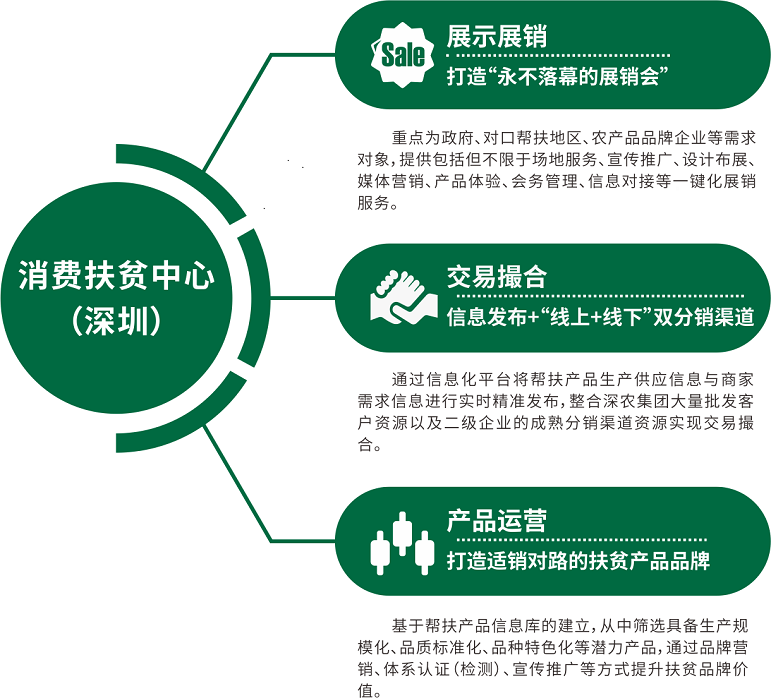 Sale
展示展销
打造“永不落幕的展销会”
重点为政府、对口帮扶地区、农产品品牌企业等需求
对象，提供包括但不限于场地服务、宣传推广、设计布展、
媒体营销、产品体验、会务管理、信息对接等一键化展销
服务。
消费扶贫中心
（深圳）
交易撮合
信息发布+“线上+线下”双分销渠道
通过信息化平台将帮扶产品生产供应信息与商家
需求信息进行实时精准发布，整合深农集团大量批发客
户资源以及二级企业的成熟分销渠道资源实现交易撮
合。
产品运营
打造适销对路的扶贫产品品牌
基于帮扶产品信息库的建立，从中筛选具备生产规
模化、品质标准化、品种特色化等潜力产品，通过品牌营
销、体系认证（检测）、宣传推广等方式提升扶贫品牌价
值。